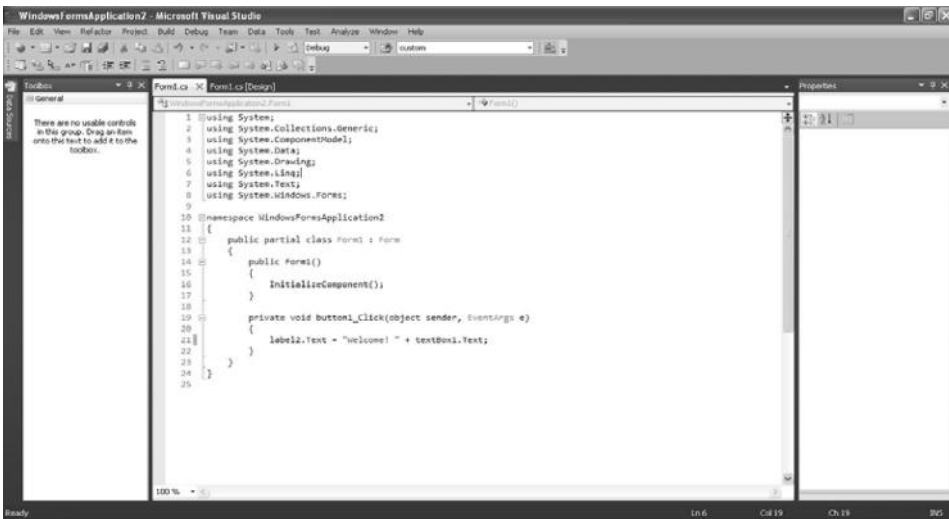 WindowsFormsApplication2 - Microsoft Visual Studio
File Edit View Refactor Project Build Debug Team Data Tools Test Analyze Window Help
Debug custom
Toolbox
General
There are no usable controls
in this group. Drag an item
onto this text to add it to the
toolbox.
Data Sources
Form1.cs Form1.cs [Design]
WindowsFormsApplication2.Form1 Form1()
1 using System;
2 using System.Collections.Generic;
3 using System.ComponentModel;
4 using System.Data;
5 using System.Drawing;
6 using System.Linq;
7 using System.Text;
8 using System.Windows.Forms;
9
10 namespace WindowsFormsApplication2
11 {
12 public partial class Form1 : Form
13 {
14 public Form1()
15 {
16 InitializeComponent();
17 }
18
19 private void button1_Click(object sender, EventArgs e)
20 {
21 label2.Text = "Welcome! " + textBox1.Text;
22 }
23 }
24 }
25
100 %
Properties
Ready Ln 6 Col 19 Ch 19 INS